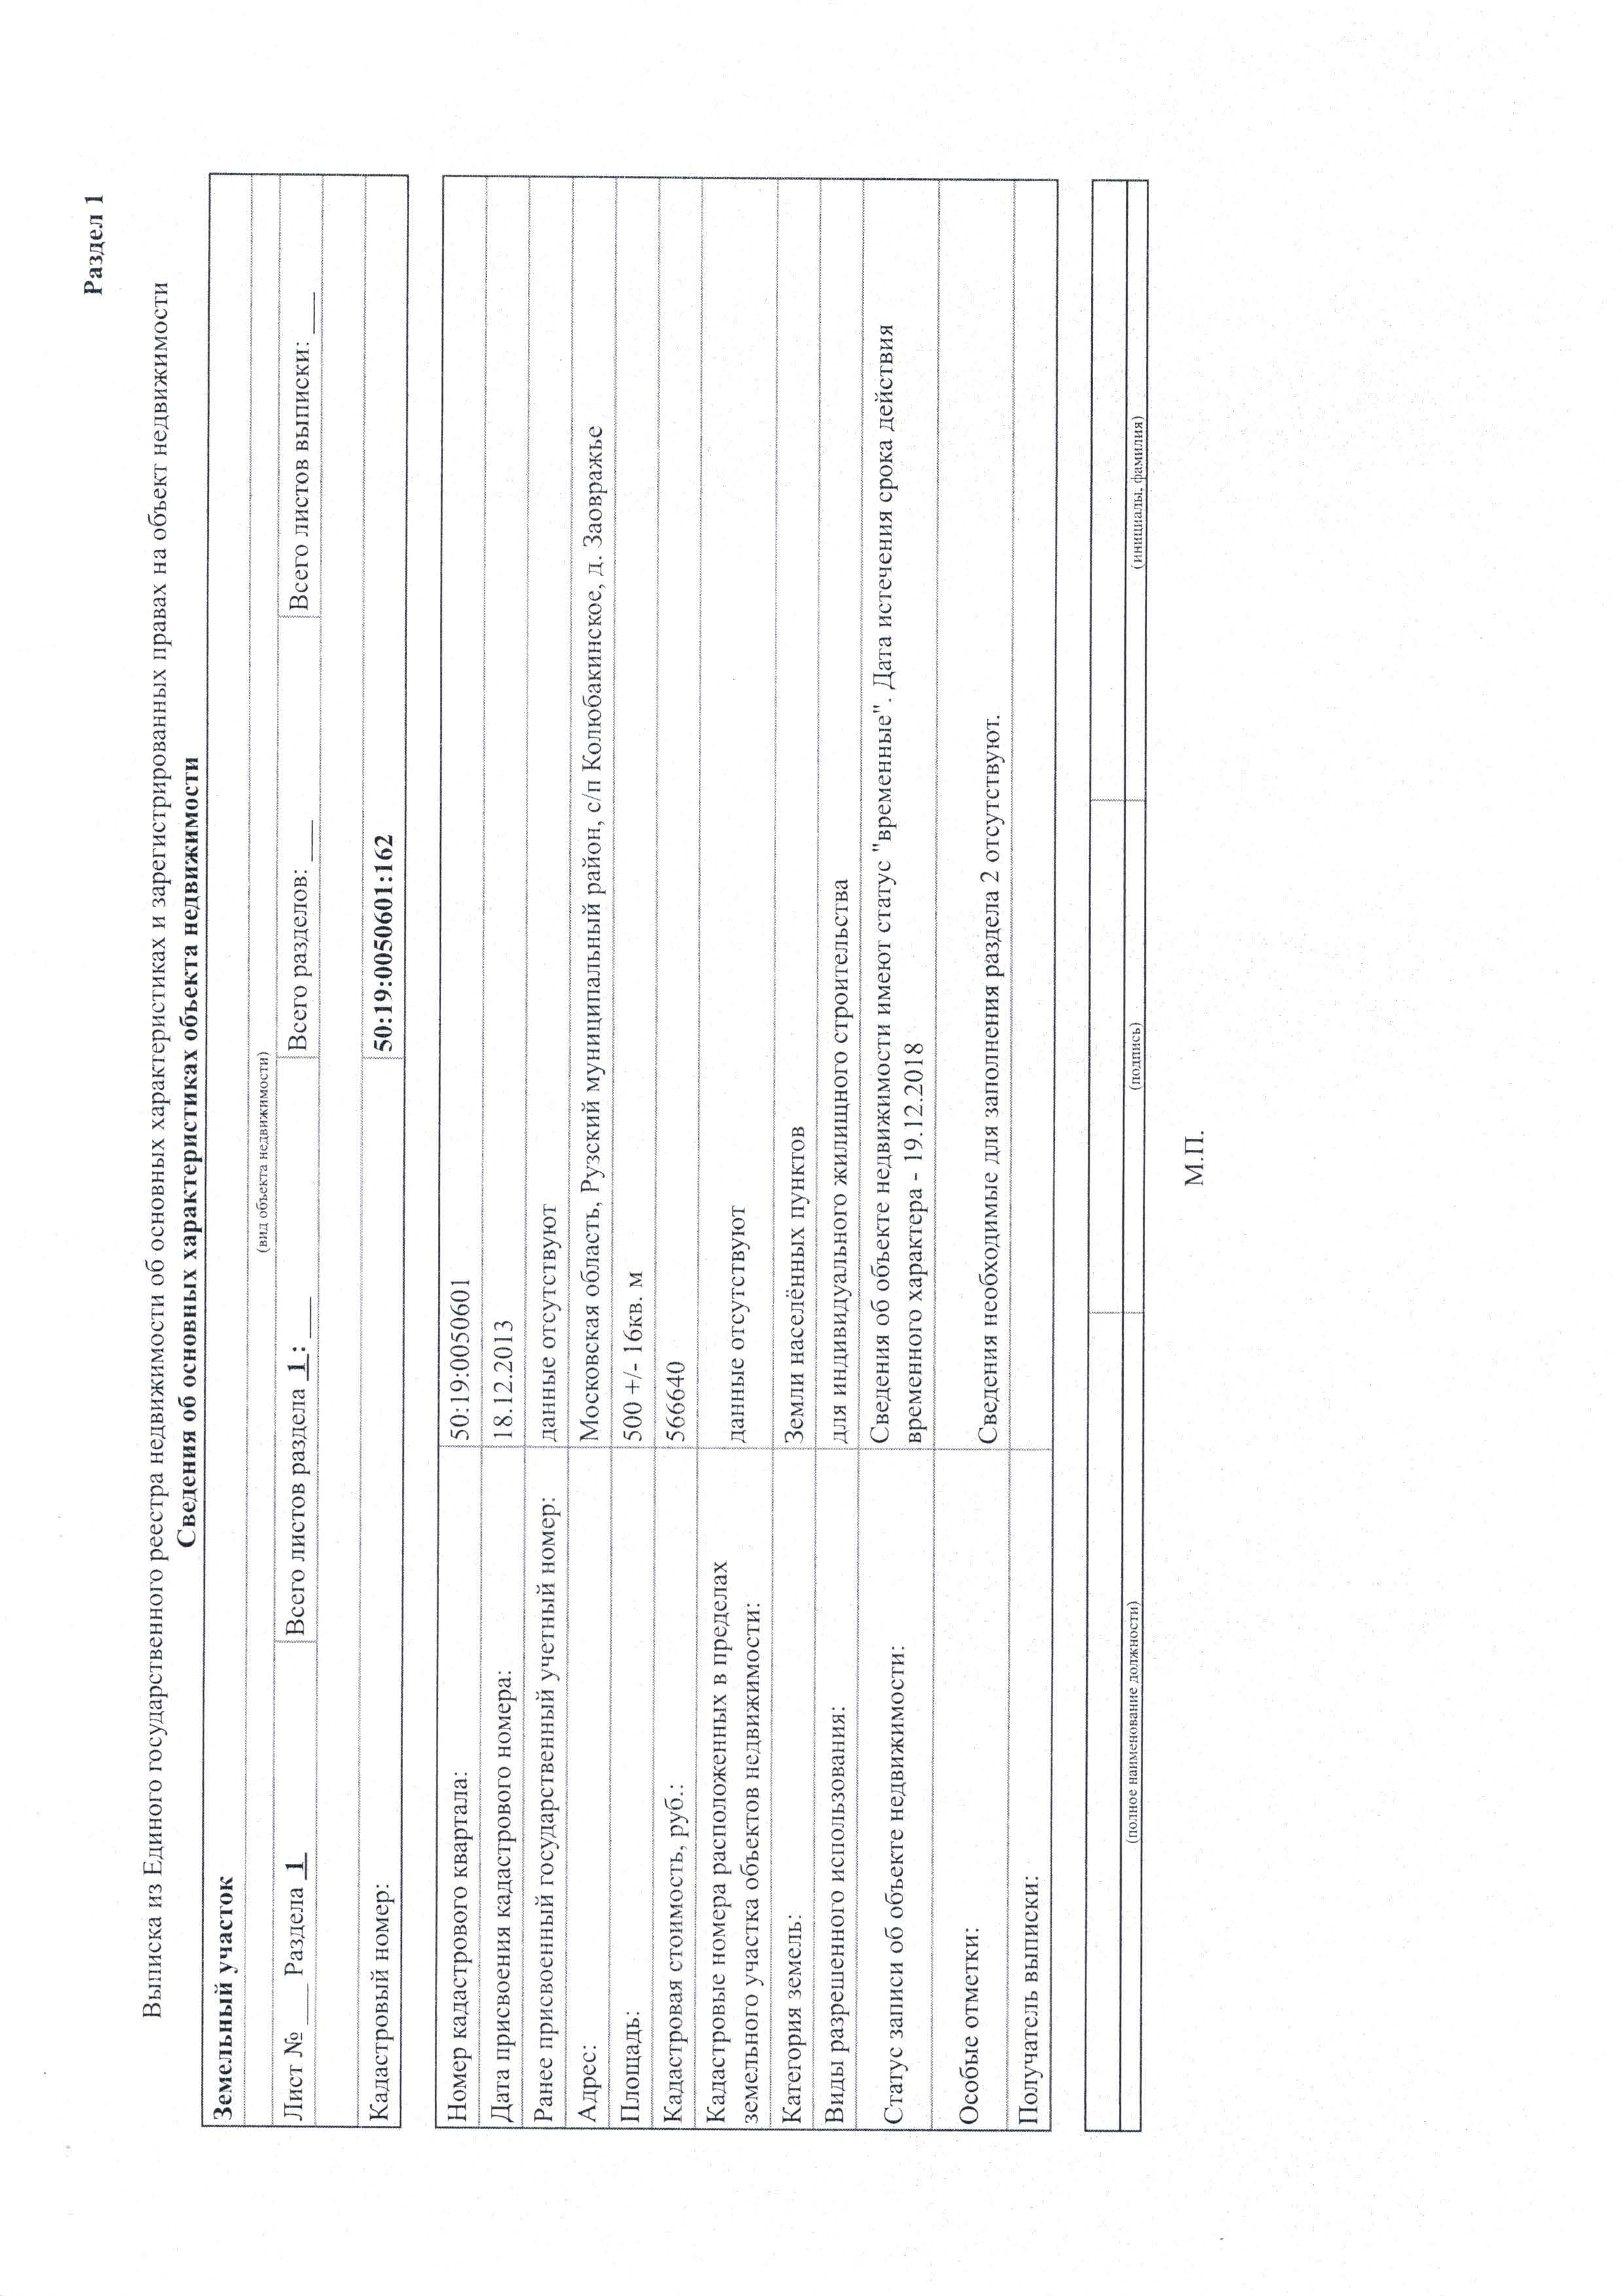 Раздел 1
Выписка из Единого государственного реестра недвижимости об основных характеристиках и зарегистрированных правах на объект недвижимости
Сведения об основных характеристиках объекта недвижимости
Земельный участок
(вид объекта недвижимости)
Лист № ___ Раздела 1 Всего листов раздела 1 : ___ Всего разделов: ___ Всего листов выписки: ___
Кадастровый номер: 50:19:0050601:162
Номер кадастрового квартала: 50:19:0050601
Дата присвоения кадастрового номера: 18.12.2013
Ранее присвоенный государственный учетный номер: данные отсутствуют
Адрес: Московская область, Рузский муниципальный район, с/п Колюбакинское, д. Заовражье
Площадь: 500 +/- 16кв. м
Кадастровая стоимость, руб.: 566640
Кадастровые номера расположенных в пределах
земельного участка объектов недвижимости: данные отсутствуют
Категория земель: Земли населённых пунктов
Виды разрешенного использования: для индивидуального жилищного строительства
Статус записи об объекте недвижимости: Сведения об объекте недвижимости имеют статус "временные". Дата истечения срока действия
временного характера - 19.12.2018
Особые отметки: Сведения необходимые для заполнения раздела 2 отсутствуют.
Получатель выписки:
(полное наименование должности) (подпись) (инициалы, фамилия)
М.П.